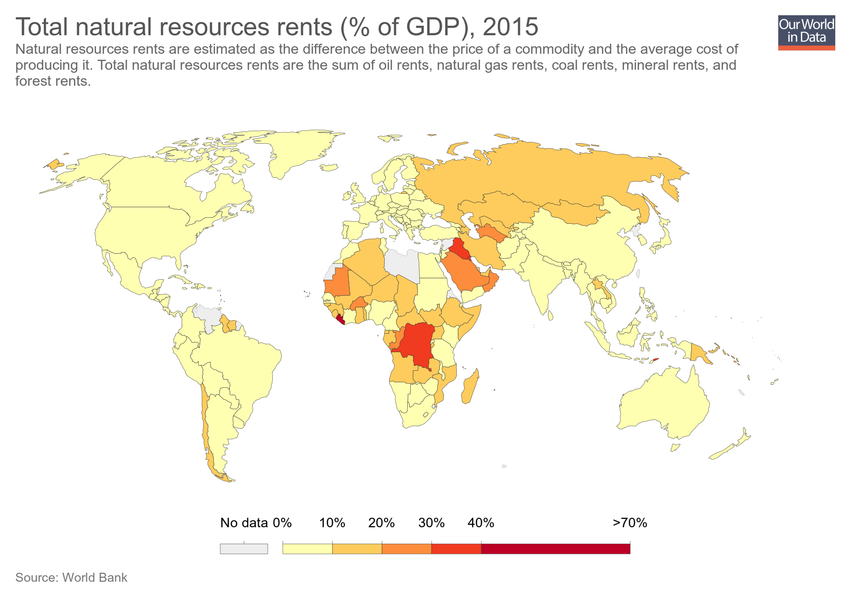 Total natural resources rents (% of GDP), 2015
Our World
in Data
Natural resources rents are estimated as the difference between the price of a commodity and the average cost of
producing it. Total natural resources rents are the sum of oil rents, natural gas rents, coal rents, mineral rents, and
forest rents.
No data 0% 10% 20% 30% 40% >70%
Source: World Bank